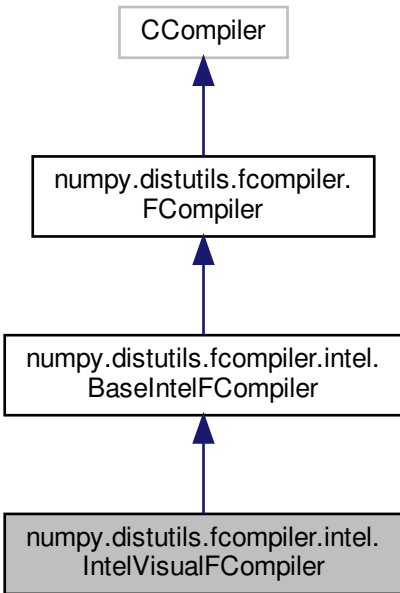 CCompiler
numpy.distutils.fcompiler.
FCompiler
numpy.distutils.fcompiler.intel.
BaseIntelFCompiler
numpy.distutils.fcompiler.intel.
IntelVisualFCompiler